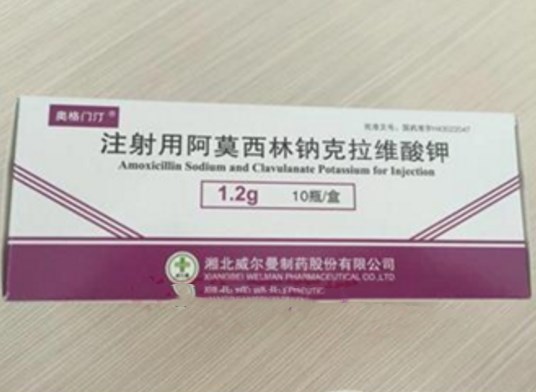 奥格门汀®
注射用阿莫西林钠克拉维酸钾
Amoxicillin Sodium and Clavulanate Potassium for Injection
1.2g 10瓶/盒
湘北威尔曼制药股份有限公司
XIANGBEI WELMAN PHARMACEUTICAL CO.,LTD.